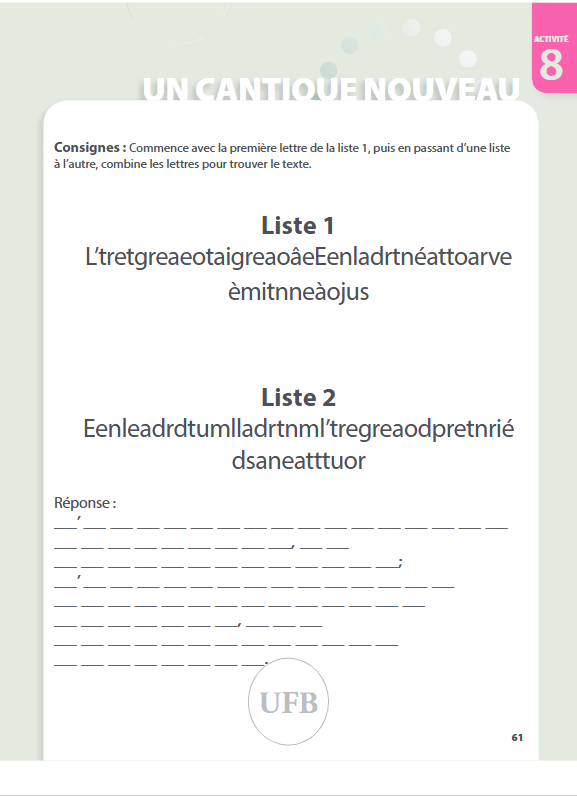 ACTIVITÉ
8
UN CANTIQUE NOUVEAU
Consignes : Commence avec la première lettre de la liste 1, puis en passant d’une liste
à l’autre, combine les lettres pour trouver le texte.
Liste 1
L’tretgreaeotaigreaoâeEenladrtnéattoarve
èmitnneàojus
Liste 2
Eenleadrdtumlladrtnml’tregreaodpretnrié
dsaneatttuor
Réponse :
___’ ___ ___ ___ ___ ___ ___ ___ ___ ___ ___ ___ ___ ___ ___ ___ ___
___ ___ ___ ___ ___ ___ ___ ___ ___, ___ ___
___ ___ ___ ___ ___ ___ ___ ___ ___ ___ ___ ___ ___;
___’ ___ ___ ___ ___ ___ ___ ___ ___ ___ ___ ___ ___ ___ ___
___ ___ ___ ___ ___ ___ ___ ___ ___ ___ ___ ___ ___ ___
___ ___ ___ ___ ___ ___ ___, ___ ___ ___
___ ___ ___ ___ ___ ___ ___ ___ ___ ___ ___ ___ ___
___ ___ ___ ___ ___ ___ ___ ___.
UFB
61